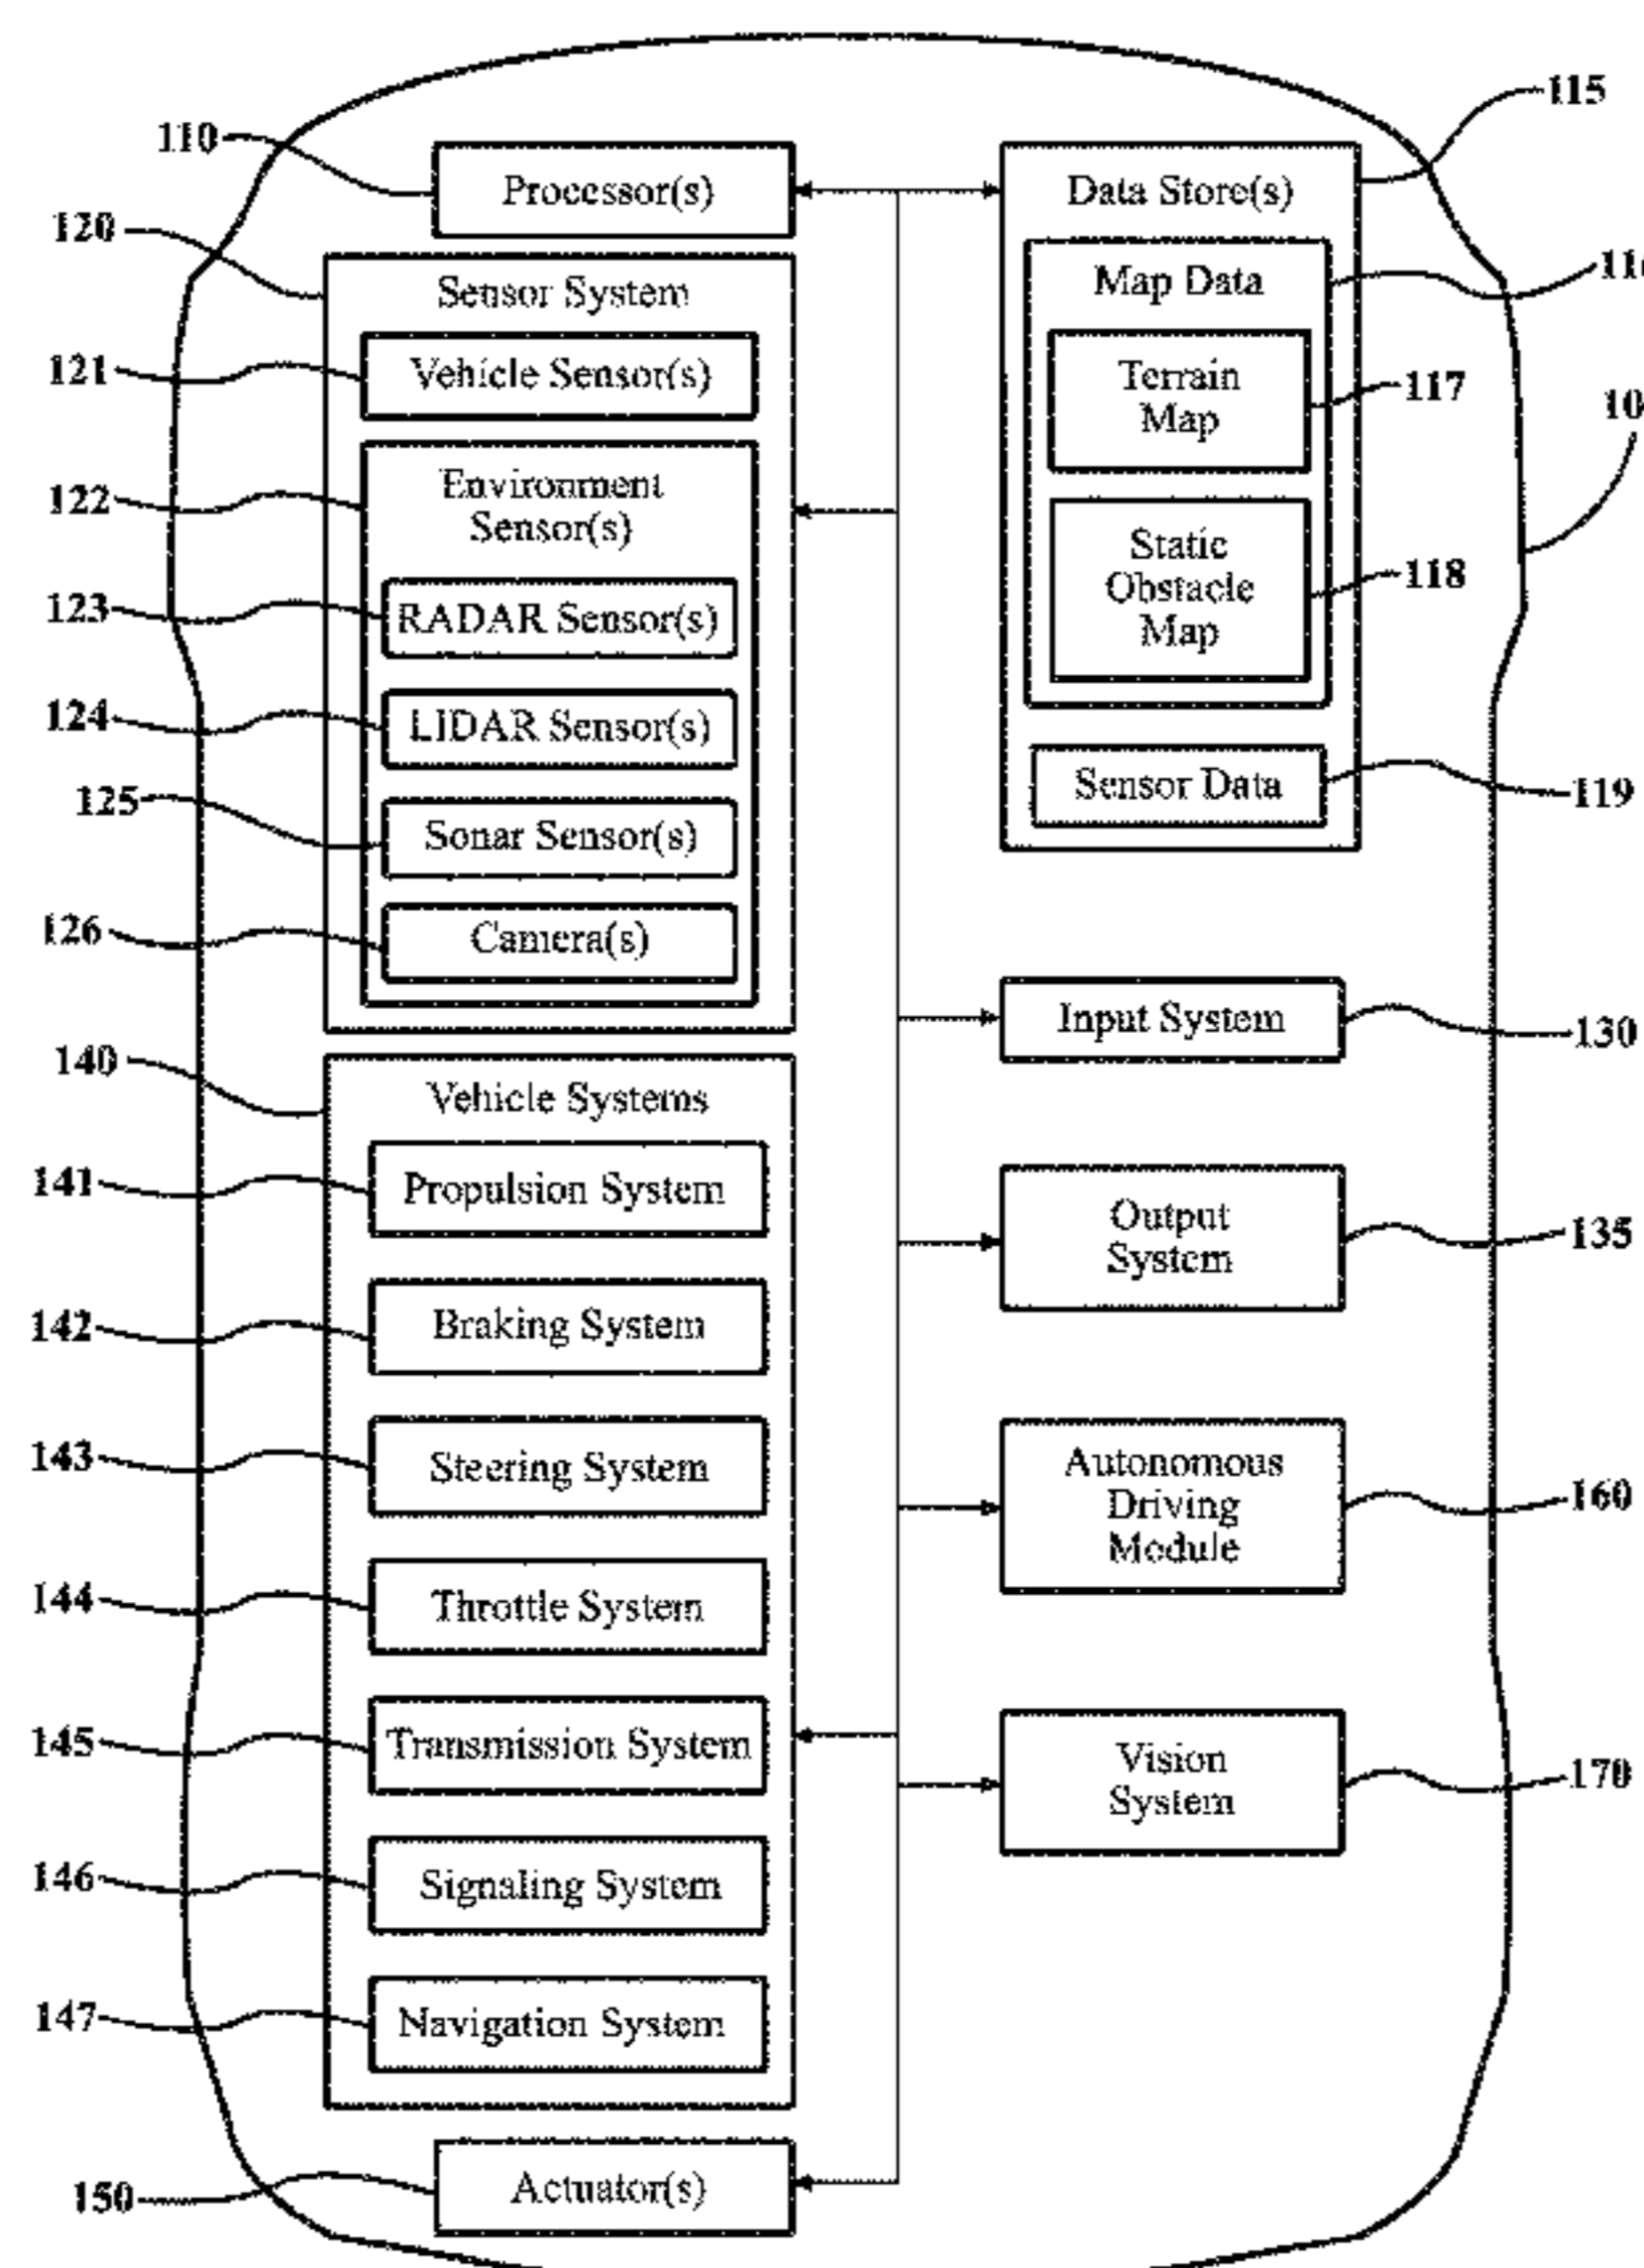 110
Processor(s)
115
Data Store(s)
120
Sensor System
Map Data
121
Vehicle Sensor(s)
Terrain
Map
117
122
Environment
Sensor(s)
Static
Obstacle
Map
118
123
RADAR Sensor(s)
124
LIDAR Sensor(s)
Sensor Data
119
125
Sonar Sensor(s)
126
Camera(s)
Input System
130
140
Vehicle Systems
141
Propulsion System
Output
System
135
142
Braking System
143
Steering System
Autonomous
Driving
Module
160
144
Throttle System
145
Transmission System
Vision
System
170
146
Signaling System
147
Navigation System
150
Actuator(s)